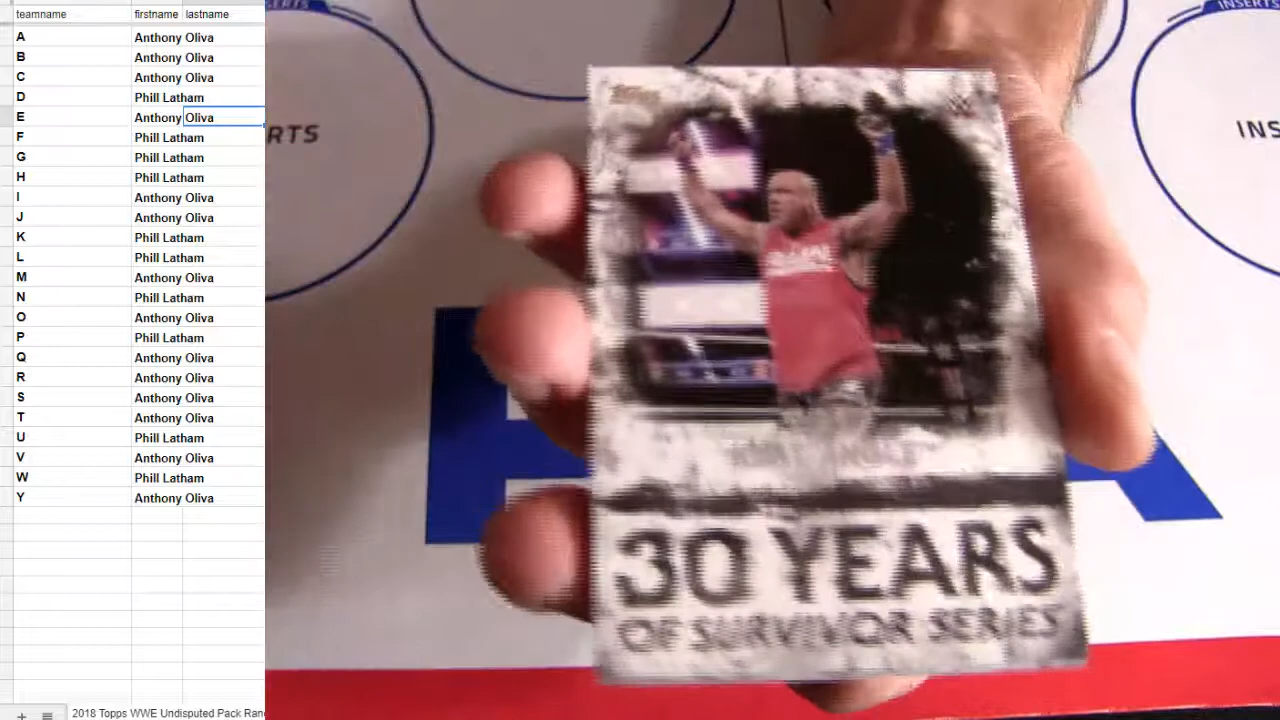 teamname firstname lastname
A Anthony Oliva
B Anthony Oliva
C Anthony Oliva
D Phill Latham
E Anthony Oliva
F Phill Latham
G Phill Latham
H Phill Latham
I Anthony Oliva
J Anthony Oliva
K Phill Latham
L Phill Latham
M Anthony Oliva
N Phill Latham
O Anthony Oliva
P Phill Latham
Q Anthony Oliva
R Anthony Oliva
S Anthony Oliva
T Anthony Oliva
U Phill Latham
V Anthony Oliva
W Phill Latham
Y Anthony Oliva
2018 Topps WWE Undisputed Pack Ran
SERTS
INSERTS
RTS
INS
30 YEARS
OF SURVIVOR SERIES